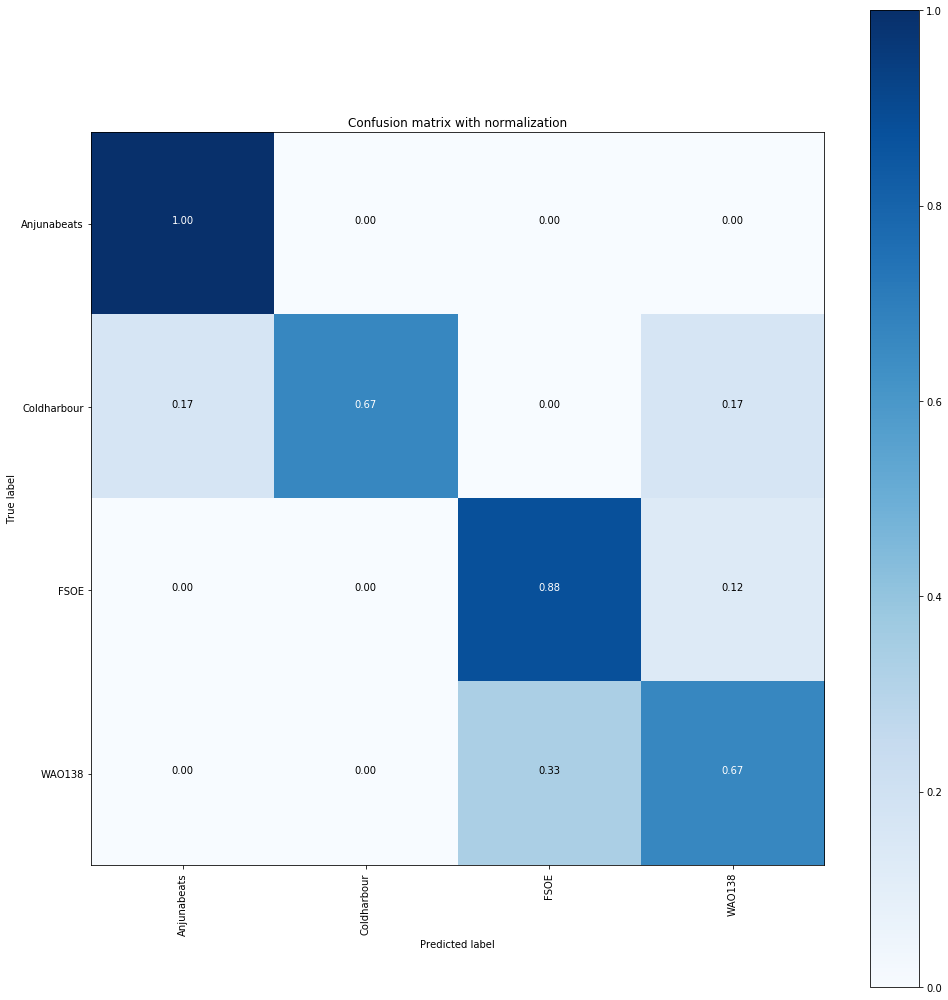 Confusion matrix with normalization
1.0
0.8
0.6
0.4
0.2
0.0
True label
Anjunabeats 1.00 0.00 0.00 0.00
Coldharbour 0.17 0.67 0.00 0.17
FSOE 0.00 0.00 0.88 0.12
WAO138 0.00 0.00 0.33 0.67
Anjunabeats
Coldharbour
FSOE
WAO138
Predicted label